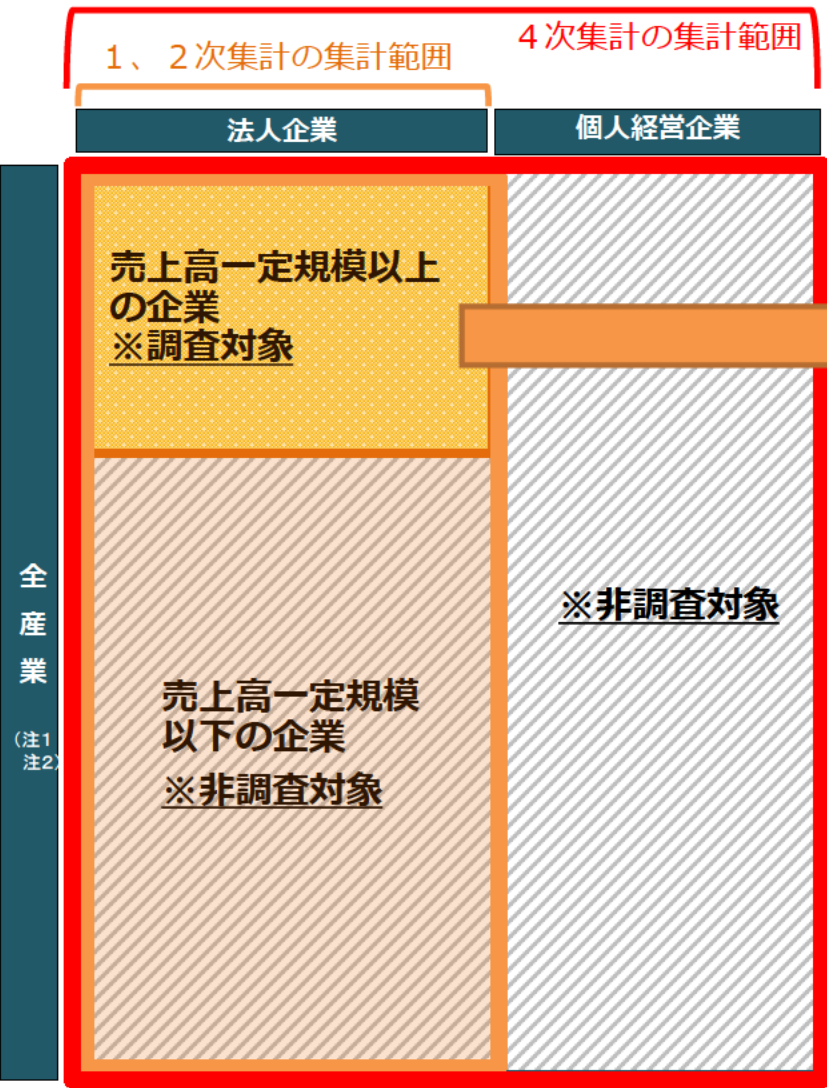 ４次集計の集計範囲
１、２次集計の集計範囲
法人企業
個人経営企業
売上高一定規模以上
の企業
※調査対象
※非調査対象
売上高一定規模
以下の企業
※非調査対象
全
産
業
（注1
注2）